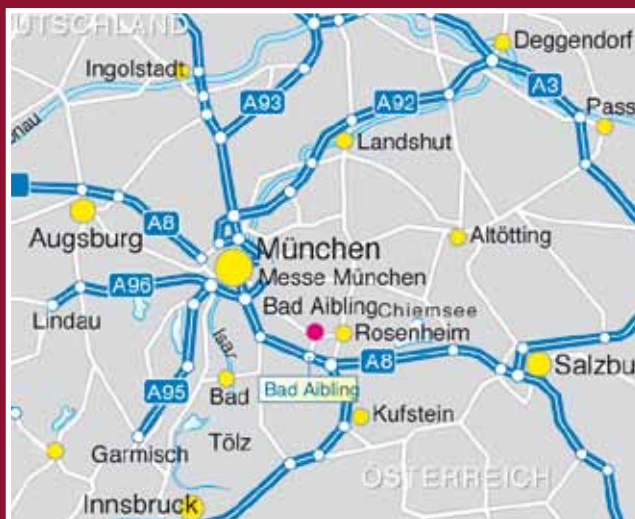 UTSCHLAND
Deggendorf
Ingolstadt
A3
A93
A92
Pass
enau
Landshut
A8
Augsburg
Altötting
München
Messe München
A96
Bad Aibling
Chiemsee
Lindau
Isar
Rosenheim
A8
Salzbu
A95
Bad Aibling
Bad
Tölz
Kufstein
Garmisch
ÖSTERREICH
Innsbruck